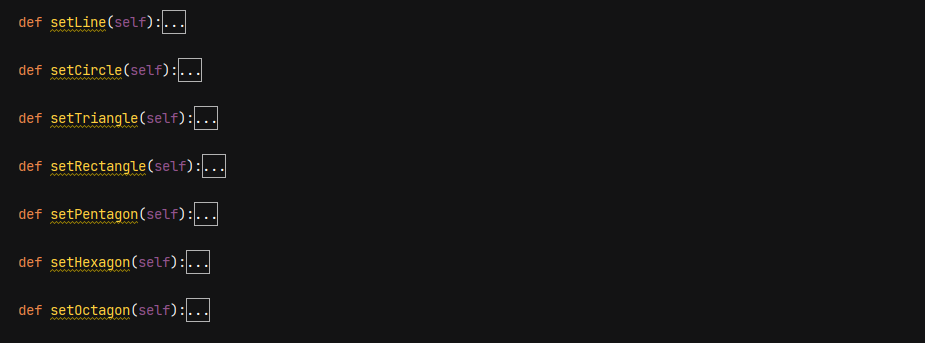 def setLine(self):...
def setCircle(self):...
def setTriangle(self):...
def setRectangle(self):...
def setPentagon(self):...
def setHexagon(self):...
def setOctagon(self):...